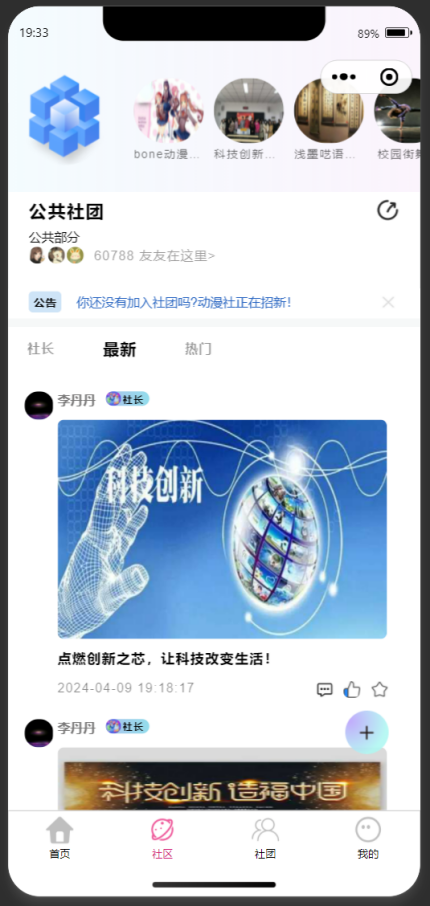 19:33
89%
bone动漫...
科技创新...
浅墨呓语...
校园街舞
公共社团
公共部分
60788 友友在这里>
公告
你还没有加入社团吗?动漫社正在招新!
社长
最新
热门
李丹丹 社长
科技创新
点燃创新之芯，让科技改变生活！
2024-04-09 19:18:17
李丹丹 社长
科技创新 造福中国
首页
社区
社团
我的